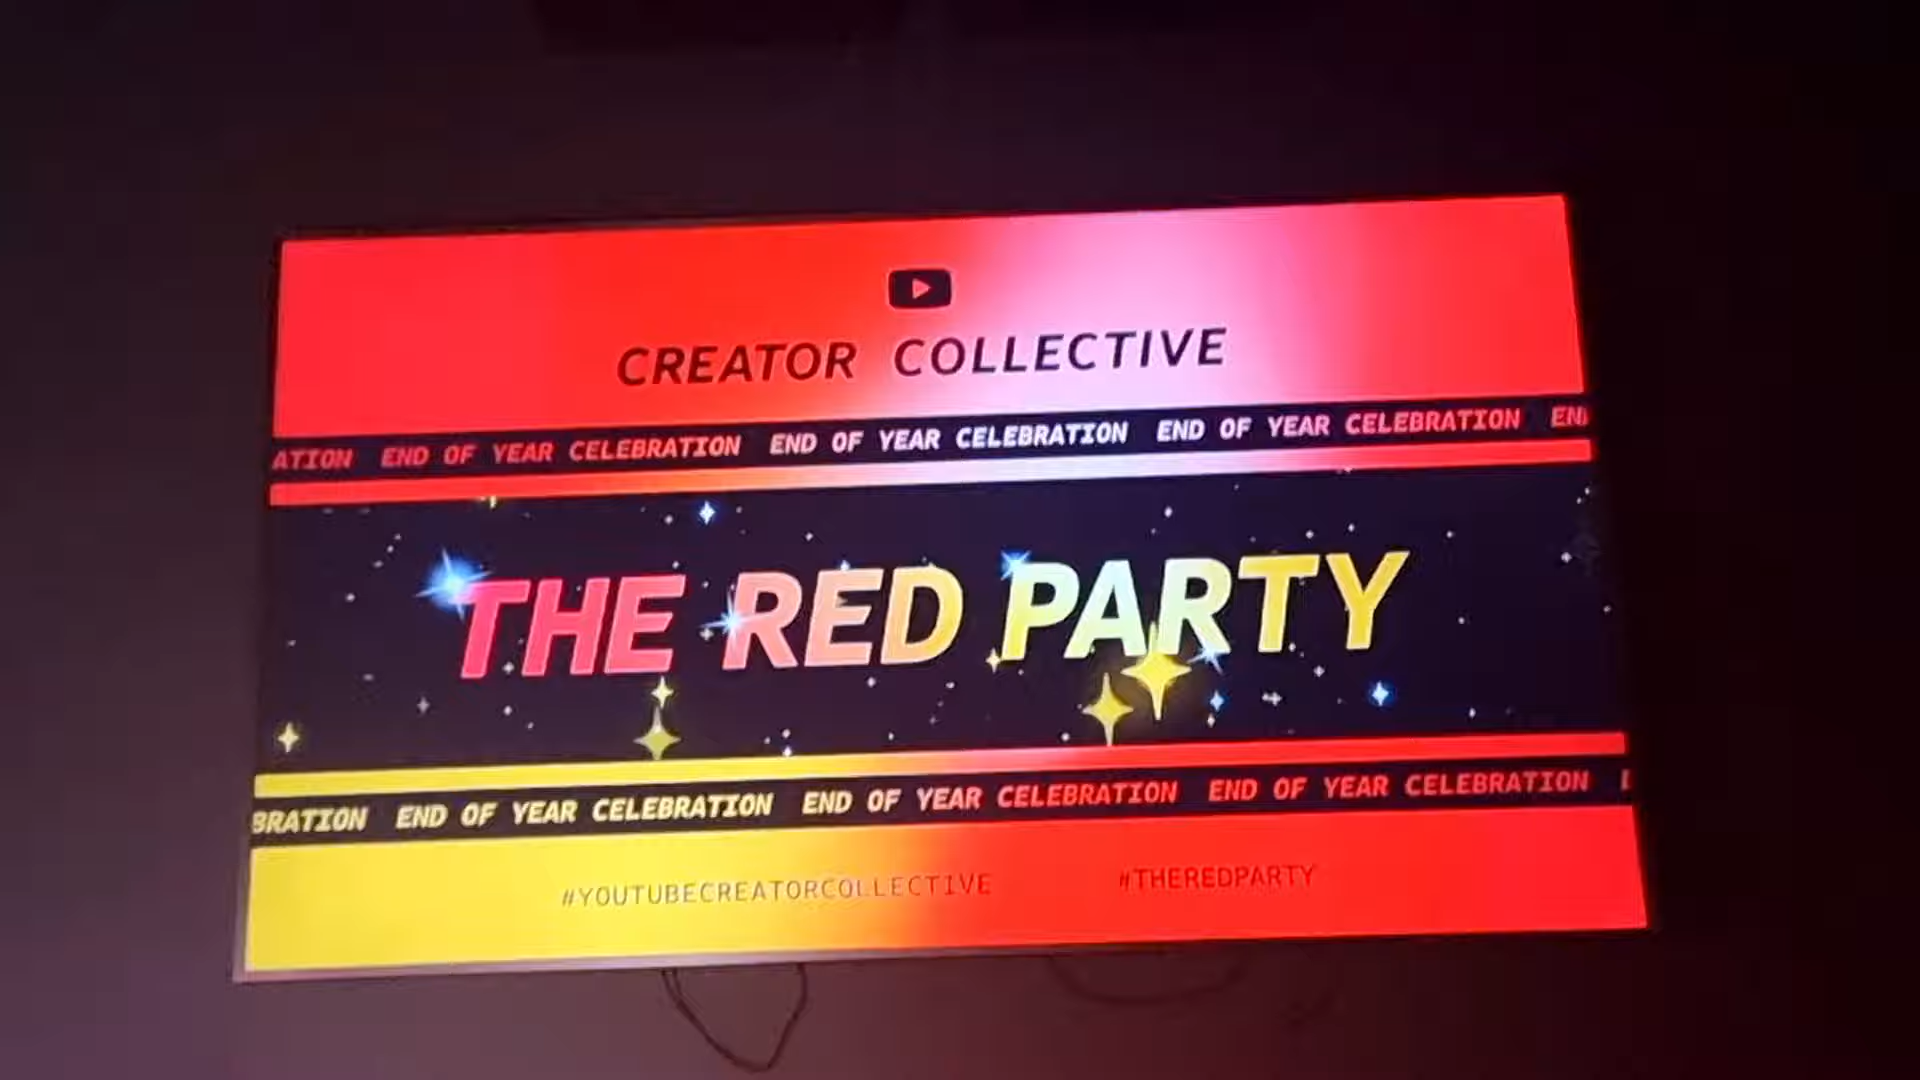 CREATOR COLLECTIVE
ATION END OF YEAR CELEBRATION END OF YEAR CELEBRATION END OF YEAR CELEBRATION EN
THE RED PARTY
BRATION END OF YEAR CELEBRATION END OF YEAR CELEBRATION END OF YEAR CELEBRATION
#YOUTUBECREATORCOLLECTIVE #THEREDPARTY